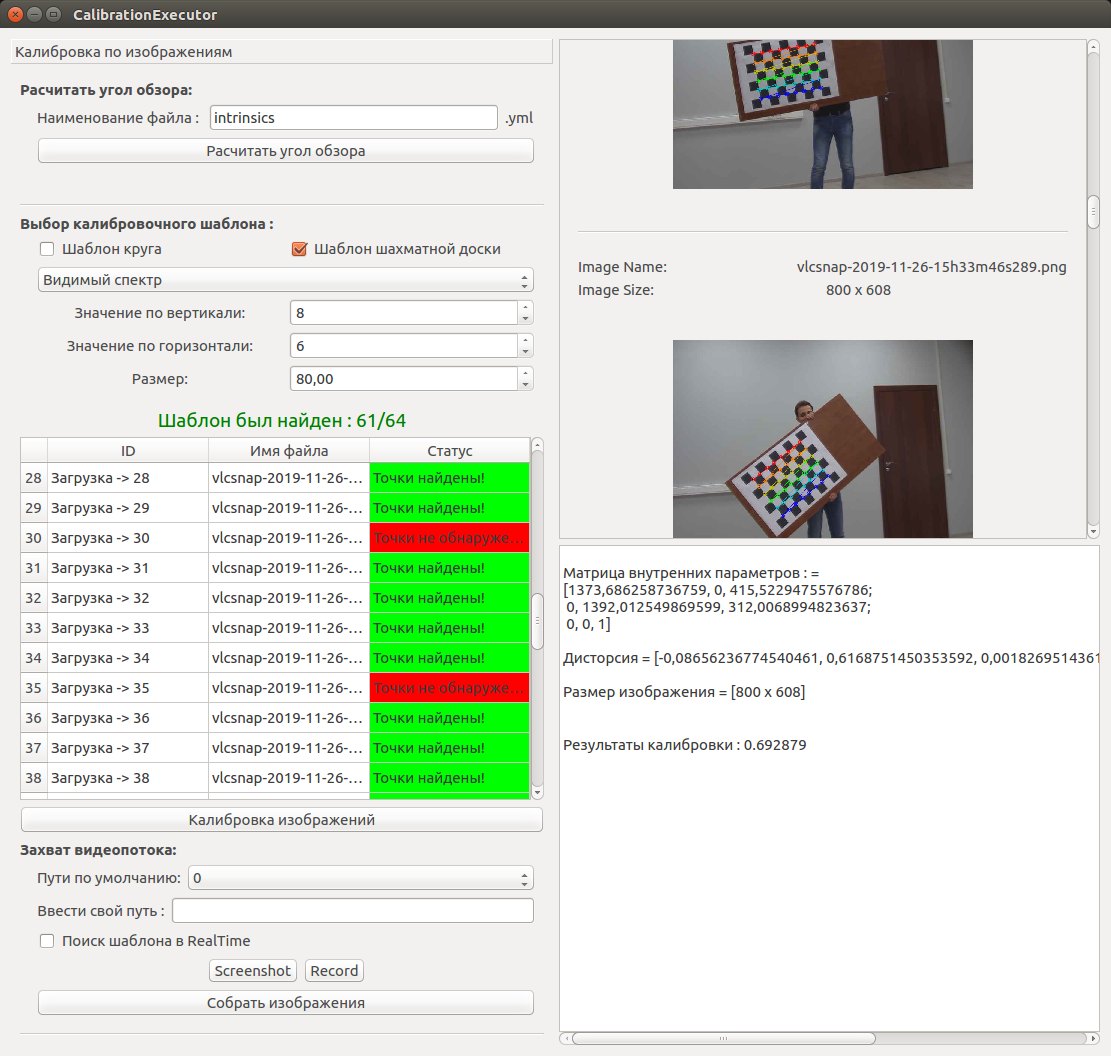 CalibrationExecutor
Калибровка по изображениям
Расчитать угол обзора:
Наименование файла : intrinsics .yml
Расчитать угол обзора
Выбор калибровочного шаблона :
Шаблон круга Шаблон шахматной доски
Видимый спектр
Значение по вертикали: 8
Значение по горизонтали: 6
Размер: 80,00
Шаблон был найден : 61/64
ID Имя файла Статус
28 Загрузка -> 28 vlcsnap-2019-11-26-... Точки найдены!
29 Загрузка -> 29 vlcsnap-2019-11-26-... Точки найдены!
30 Загрузка -> 30 vlcsnap-2019-11-26-... Точки не обнаруже...
31 Загрузка -> 31 vlcsnap-2019-11-26-... Точки найдены!
32 Загрузка -> 32 vlcsnap-2019-11-26-... Точки найдены!
33 Загрузка -> 33 vlcsnap-2019-11-26-... Точки найдены!
34 Загрузка -> 34 vlcsnap-2019-11-26-... Точки найдены!
35 Загрузка -> 35 vlcsnap-2019-11-26-... Точки не обнаруже...
36 Загрузка -> 36 vlcsnap-2019-11-26-... Точки найдены!
37 Загрузка -> 37 vlcsnap-2019-11-26-... Точки найдены!
38 Загрузка -> 38 vlcsnap-2019-11-26-... Точки найдены!
Калибровка изображений
Захват видеопотока:
Пути по умолчанию: 0
Ввести свой путь :
Поиск шаблона в RealTime
Screenshot Record
Собрать изображения
Image Name: vlcsnap-2019-11-26-15h33m46s289.png
Image Size: 800 x 608
Матрица внутренних параметров : =
[1373,686258736759, 0, 415,5229475576786;
0, 1392,012549869599, 312,0068994823637;
0, 0, 1]
Дисторсия = [-0,08656236774540461, 0,6168751450353592, 0,0018269514361
Размер изображения = [800 x 608]
Результаты калибровки : 0.692879